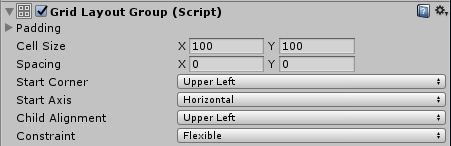 Grid Layout Group (Script)
Padding
Cell Size X 100 Y 100
Spacing X 0 Y 0
Start Corner Upper Left
Start Axis Horizontal
Child Alignment Upper Left
Constraint Flexible